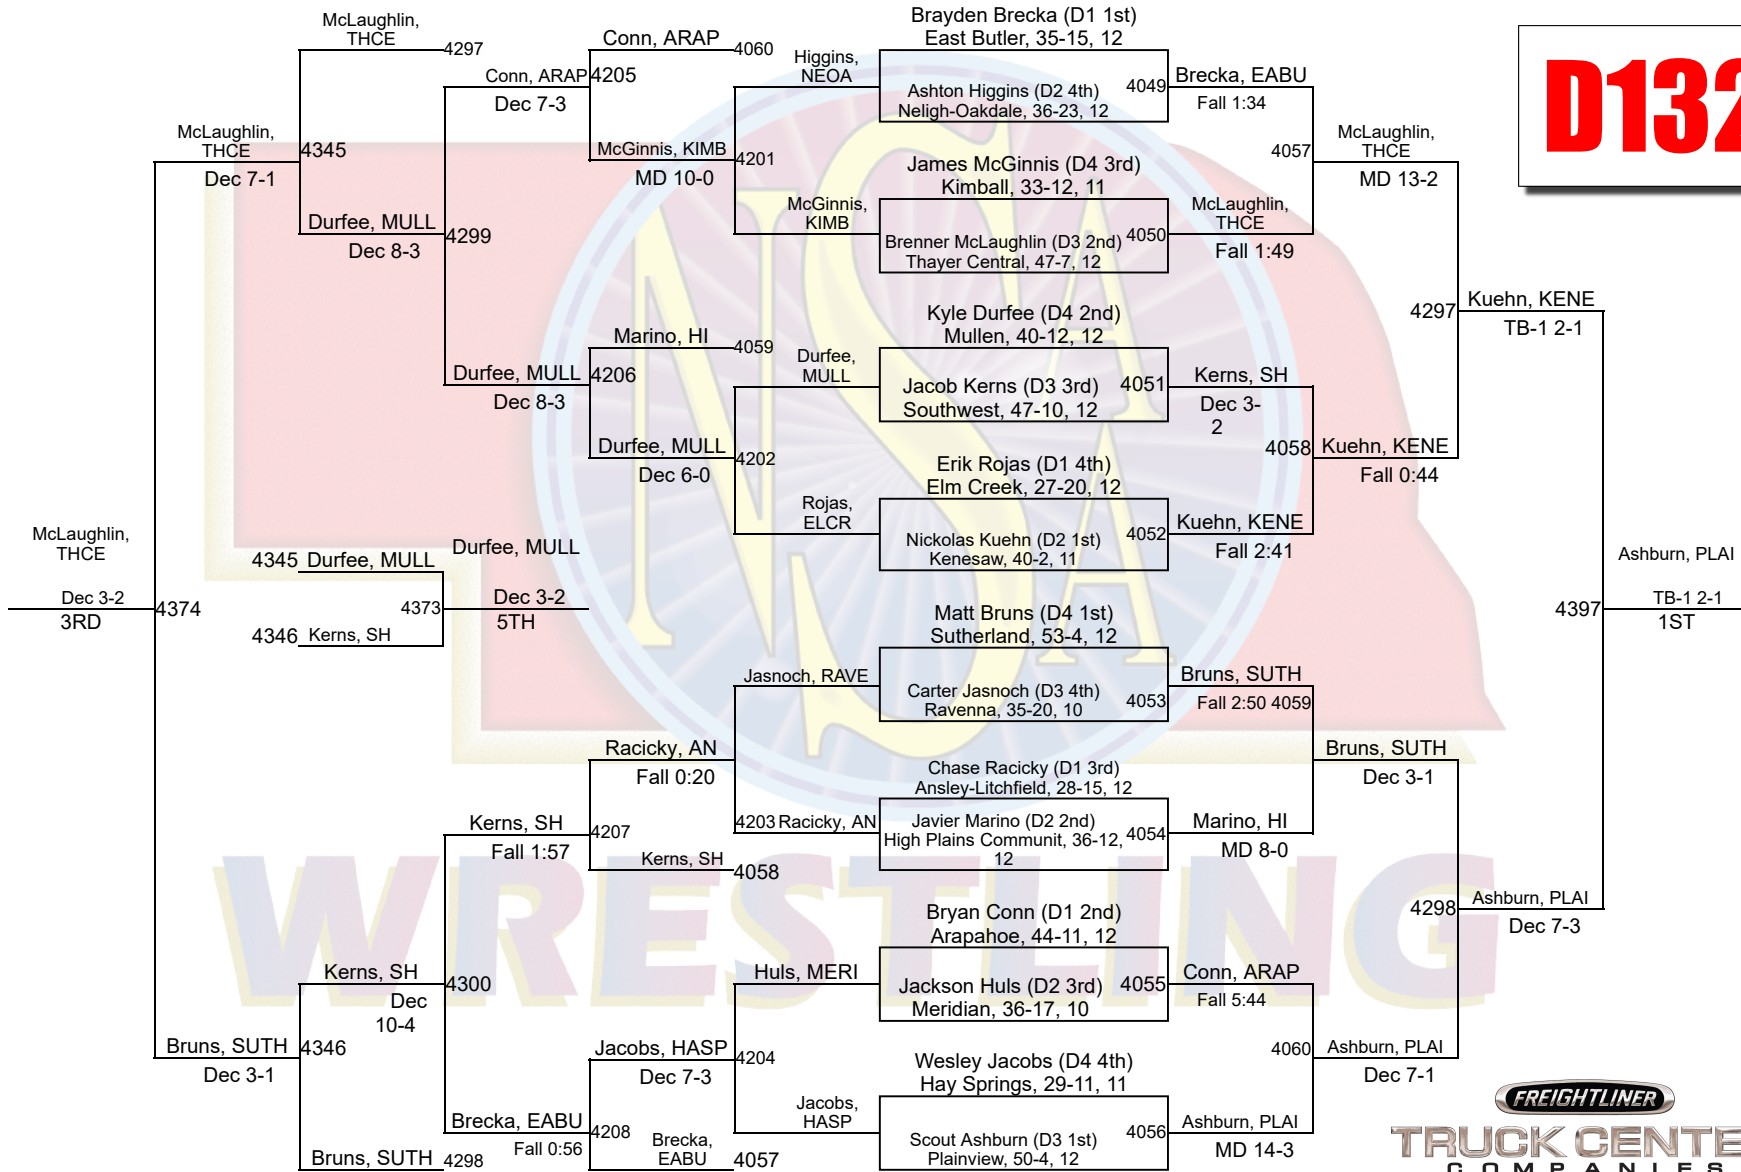 McLaughlin,
THCE
4297
Conn, ARAP
4205
Dec 7-3
Conn, ARAP
4060
McGinnis, KIMB
4201
MD 10-0
Higgins,
NEOA
McGinnis,
KIMB
McLaughlin,
THCE
4345
Dec 7-1
Durfee, MULL
4299
Dec 8-3
Marino, HI
4059
Durfee, MULL
4206
Dec 8-3
Durfee, MULL
4202
Dec 6-0
Durfee,
MULL
Rojas,
ELCR
McLaughlin,
THCE
Dec 3-2
3RD
4374
4345 Durfee, MULL
4346 Kerns, SH
4373
Durfee, MULL
Dec 3-2
5TH
Jasnoch, RAVE
Racicky, AN
Fall 0:20
4203 Racicky, AN
Kerns, SH
4207
Fall 1:57
Kerns, SH
4058
Kerns, SH
4300
Dec
10-4
Bruns, SUTH
4346
Dec 3-1
Huls, MERI
Jacobs, HASP
4204
Dec 7-3
Jacobs,
HASP
Brecka, EABU
4208
Fall 0:56
Brecka,
EABU
4057
Bruns, SUTH
4298
Brayden Brecka (D1 1st)
East Butler, 35-15, 12
Ashton Higgins (D2 4th)
Neligh-Oakdale, 36-23, 12
4049
James McGinnis (D4 3rd)
Kimball, 33-12, 11
Brenner McLaughlin (D3 2nd)
Thayer Central, 47-7, 12
4050
Kyle Durfee (D4 2nd)
Mullen, 40-12, 12
Jacob Kerns (D3 3rd)
Southwest, 47-10, 12
4051
Erik Rojas (D1 4th)
Elm Creek, 27-20, 12
Nickolas Kuehn (D2 1st)
Kenesaw, 40-2, 11
4052
Matt Bruns (D4 1st)
Sutherland, 53-4, 12
Carter Jasnoch (D3 4th)
Ravenna, 35-20, 10
4053
Chase Racicky (D1 3rd)
Ansley-Litchfield, 28-15, 12
Javier Marino (D2 2nd)
High Plains Communit, 36-12,
12
4054
Bryan Conn (D1 2nd)
Arapahoe, 44-11, 12
Jackson Huls (D2 3rd)
Meridian, 36-17, 10
4055
Wesley Jacobs (D4 4th)
Hay Springs, 29-11, 11
Scout Ashburn (D3 1st)
Plainview, 50-4, 12
4056
Brecka, EABU
Fall 1:34
4057
McLaughlin,
THCE
Fall 1:49
McLaughlin,
THCE
MD 13-2
Kerns, SH
Dec 3-
2
4058
Kuehn, KENE
Fall 2:41
Kuehn, KENE
Fall 0:44
4297
Kuehn, KENE
TB-1 2-1
Bruns, SUTH
Fall 2:50 4059
Marino, HI
MD 8-0
Bruns, SUTH
Dec 3-1
Conn, ARAP
Fall 5:44
4060
Ashburn, PLAI
MD 14-3
Ashburn, PLAI
Dec 7-1
4298
Ashburn, PLAI
Dec 7-3
4397
Ashburn, PLAI
TB-1 2-1
1ST
D132
NSAA
WRESTLING
FREIGHTLINER
TRUCK CENTE
COMPANIES